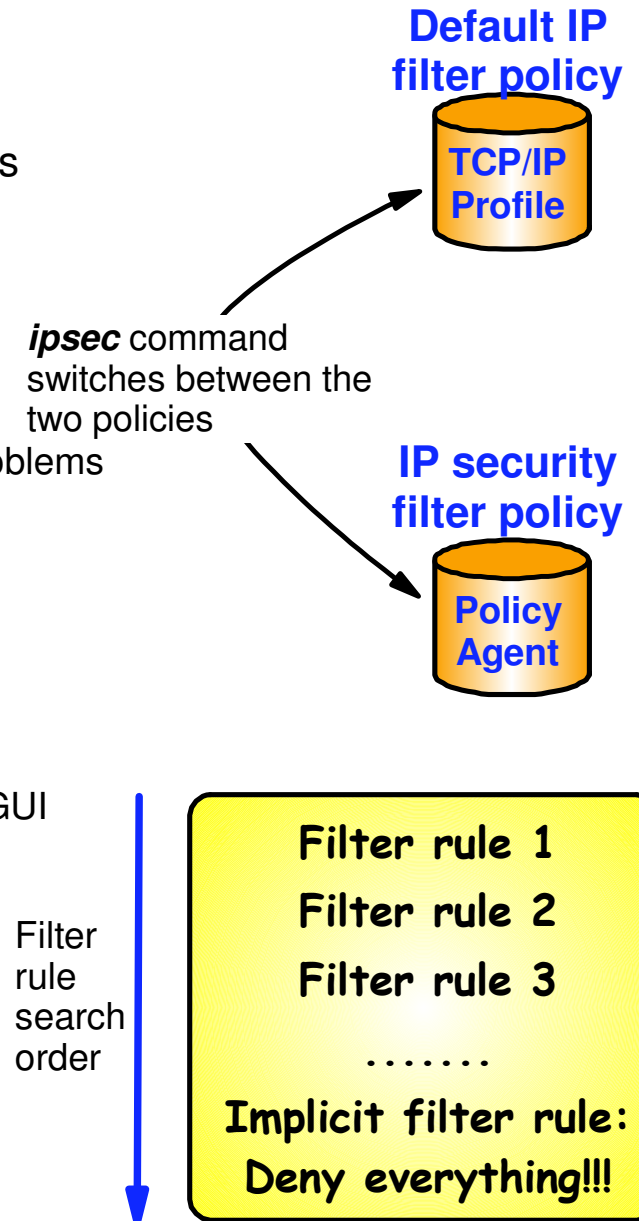 Default IP
filter policy
TCP/IP
Profile
s
ipsec command
switches between the
two policies
oblems
IP security
filter policy
Policy
Agent
GUI
Filter
rule
search
order
Filter rule 1
Filter rule 2
Filter rule 3
.......
Implicit filter rule:
Deny everything!!!